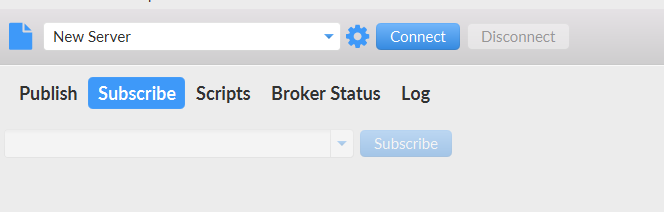 New Server Connect Disconnect
Publish Subscribe Scripts Broker Status Log
Subscribe